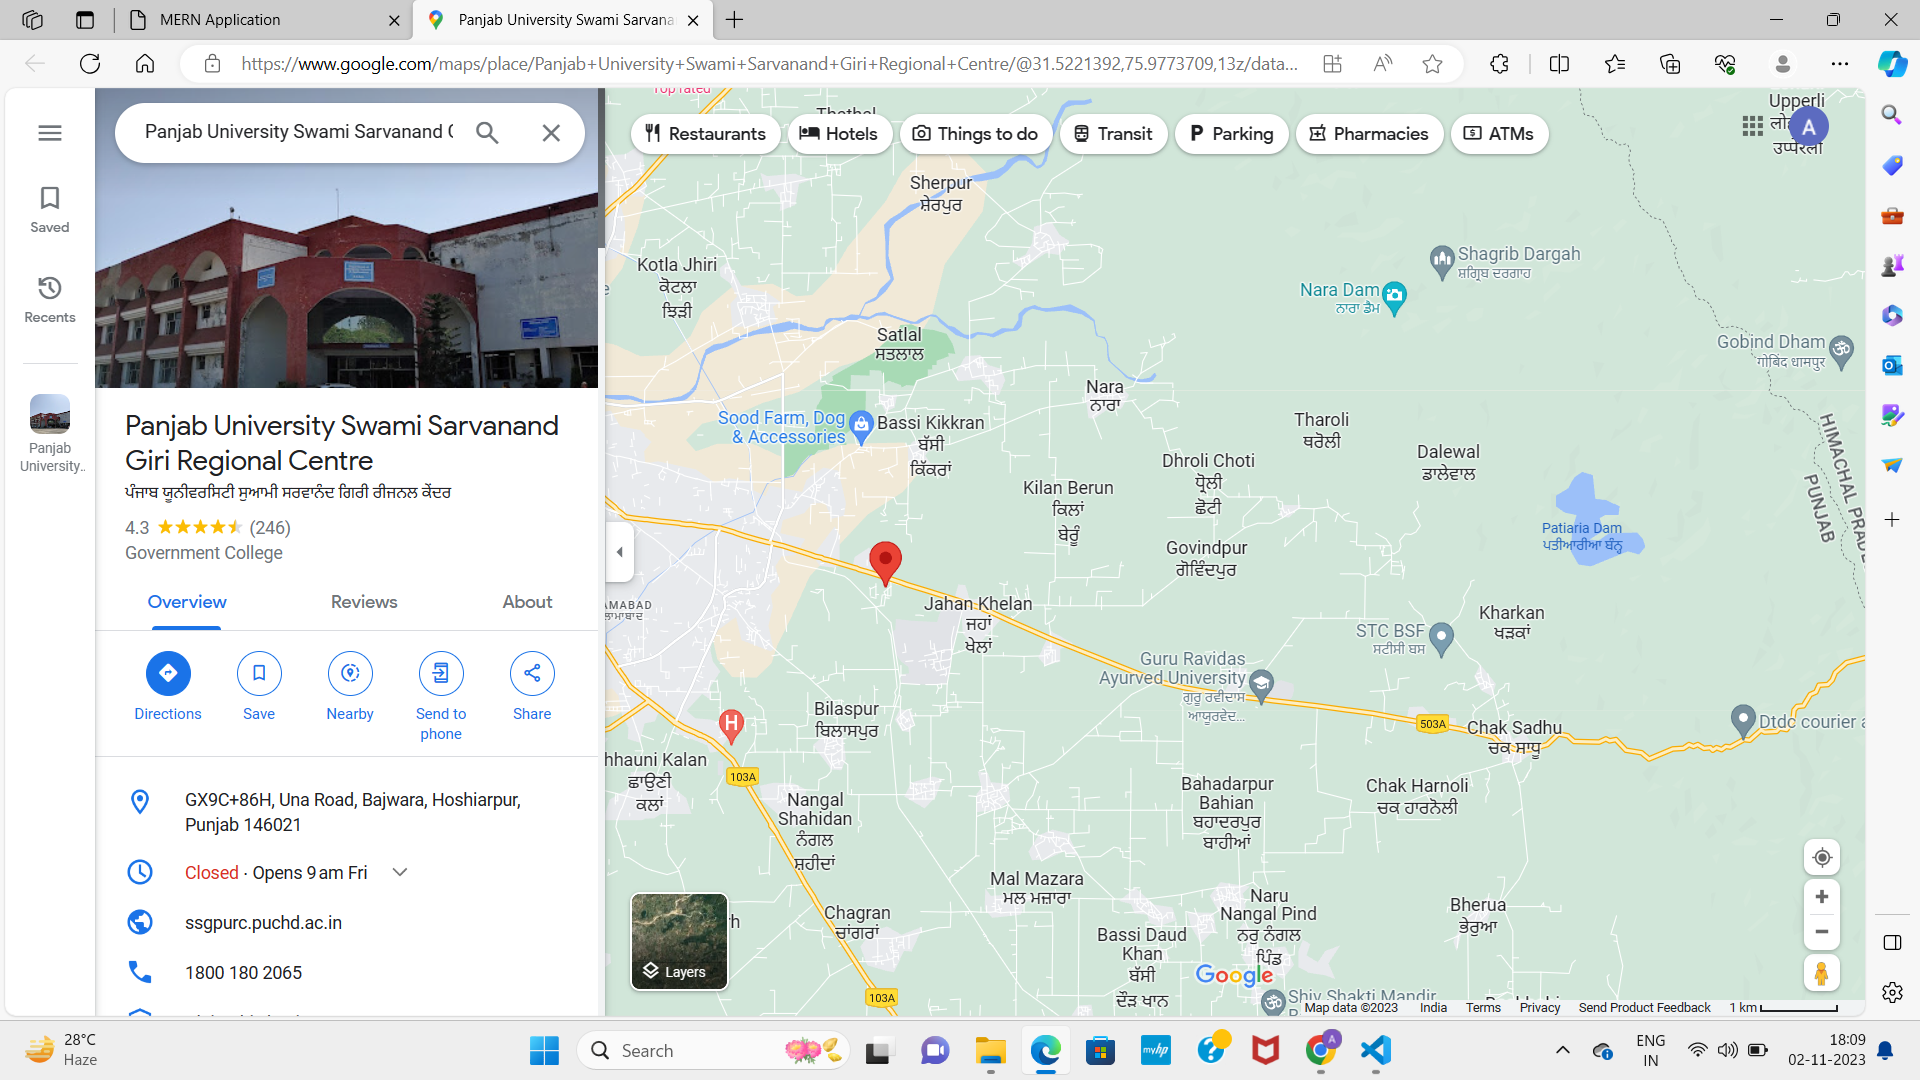 MERN Application
Panjab University Swami Sarvana
https://www.google.com/maps/place/Panjab+University+Swami+Sarvanand+Giri+Regional+Centre/@31.5221392,75.9773709,13z/data...
Panjab University Swami Sarvanand G
Saved
Recents
Panjab
University..
Panjab University Swami Sarvanand
Giri Regional Centre
ਪੰਜਾਬ ਯੂਨੀਵਰਸਿਟੀ ਸੁਆਮੀ ਸਰਵਾਨੰਦ ਗਿਰੀ ਰੀਜਨਲ ਕੇਂਦਰ
4.3 (246)
Government College
Overview
Reviews
About
Directions
Save
Nearby
Send to
phone
Share
GX9C+86H, Una Road, Bajwara, Hoshiarpur,
Punjab 146021
Closed · Opens 9 am Fri
ssgpurc.puchd.ac.in
1800 180 2065
Top rated
Restaurants
Hotels
Things to do
Transit
Parking
Pharmacies
ATMs
Upperli
A
Sherpur
ਸ਼ੇਰਪੁਰ
Kotla Jhiri
ਕੋਟਲਾ
ਝਿੜੀ
Shagrib Dargah
ਸ਼ਗ੍ਰਿਬ ਦਰਗਾਹ
Nara Dam
ਨਾਰਾ ਡੈਮ
Satlal
ਸਤਲਾਲ
Gobind Dham
Nara
ਨਾਰਾ
Sood Farm, Dog
& Accessories
Bassi Kikkran
ਬੱਸੀ
ਕਿੱਕਰਾਂ
Tharoli
ਥਰੋਲੀ
Dalewal
ਡਾਲੇਵਾਲ
HIMACHAL PRADE
PUNJAB
Dhroli Choti
ਧ੍ਰੋਲੀ
ਛੋਟੀ
Kilan Berun
ਕਿਲਾਂ
ਬੇਰੂੰ
Patiaria Dam
ਪਤੀਆਰੀਆ ਬੰਨ੍ਹ
Govindpur
ਗੋਵਿੰਦਪੁਰ
AMABAD
ਲਾਮਾਬਾਦ
Jahan Khelan
ਜਹਾਂ
ਖੇਲਾਂ
Kharkan
ਖੜਕਾਂ
STC BSF
ਸਟੀਸੀ ਬਸ
Guru Ravidas
Ayurved University
ਗੁਰੂ ਰਵੀਦਾਸ
ਆਯੂਰਵੇਦ...
Bilaspur
ਬਿਲਾਸਪੁਰ
H
503A
Chak Sadhu
ਚਕ ਸਾਧੂ
Dtdc courier a
hhauni Kalan
ਛਾਉਣੀ
ਕਲਾਂ
103A
Nangal
Shahidan
ਨੰਗਲ
ਸ਼ਹੀਦਾਂ
Bahadarpur
Bahian
ਬਹਾਦਰਪੁਰ
ਬਾਹੀਆਂ
Chak Harnoli
ਚਕ ਹਾਰਨੋਲੀ
Mal Mazara
ਮਲ ਮਜ਼ਾਰਾ
Chagran
ਚਾਂਗਰਾਂ
Naru
Nangal Pind
ਨਰੁ ਨੰਗਲ
ਪਿੰਡ
Bherua
ਭੇਰੁਆ
Bassi Daud
Khan
ਬੱਸੀ
ਦੌੜ ਖਾਨ
Layers
103A
Google
Shiv Shakti Mandir
Map data ©2023
India
Terms
Privacy
Send Product Feedback
1 km
28°C
Haze
Search
myhp
ENG
IN
18:09
02-11-2023